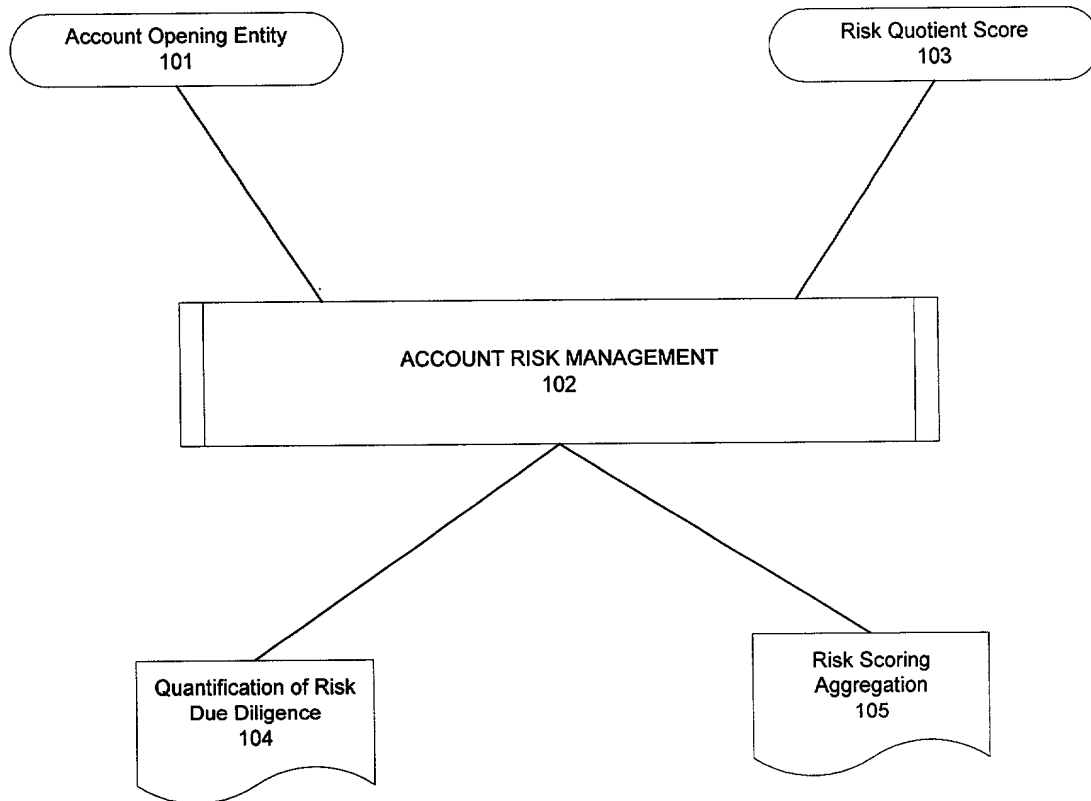 Account Opening Entity
101
Risk Quotient Score
103
ACCOUNT RISK MANAGEMENT
102
Quantification of Risk
Due Diligence
104
Risk Scoring
Aggregation
105